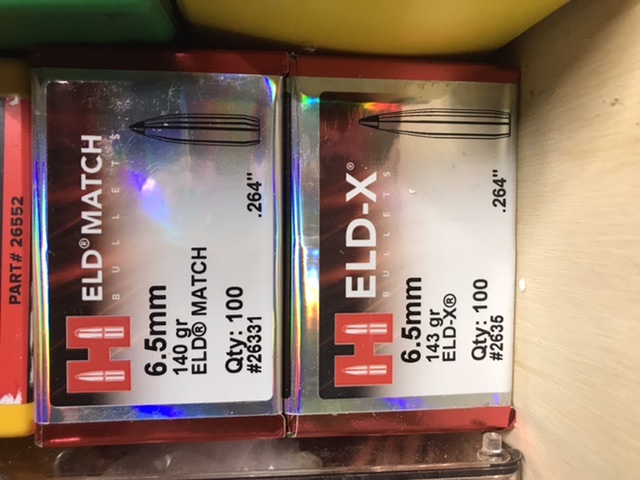 PART# 26552
ELD® MATCH
BULLETS
.264"
6.5mm
140 gr
ELD® MATCH
Qty: 100
#26331
ELD-X®
BULLETS
.264"
6.5mm
143 gr
ELD-X®
Qty: 100
#2635